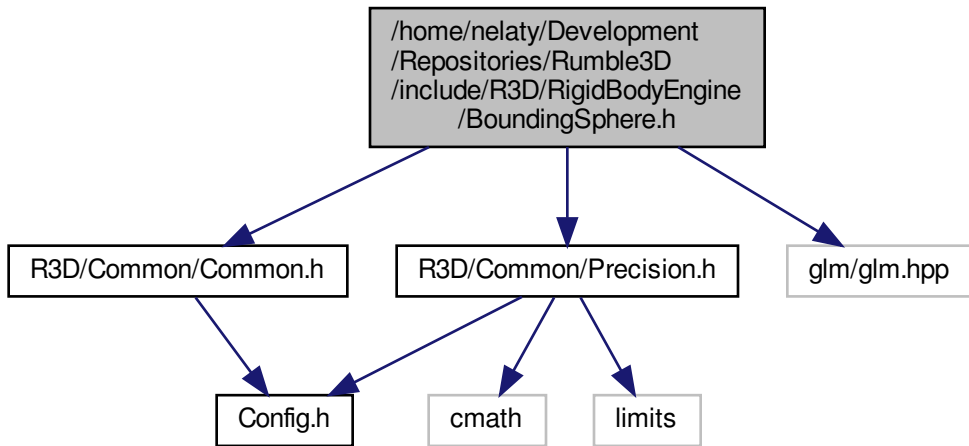 /home/nelaty/Development
/Repositories/Rumble3D
/include/R3D/RigidBodyEngine
/BoundingSphere.h
R3D/Common/Common.h
R3D/Common/Precision.h
glm/glm.hpp
Config.h
cmath
limits